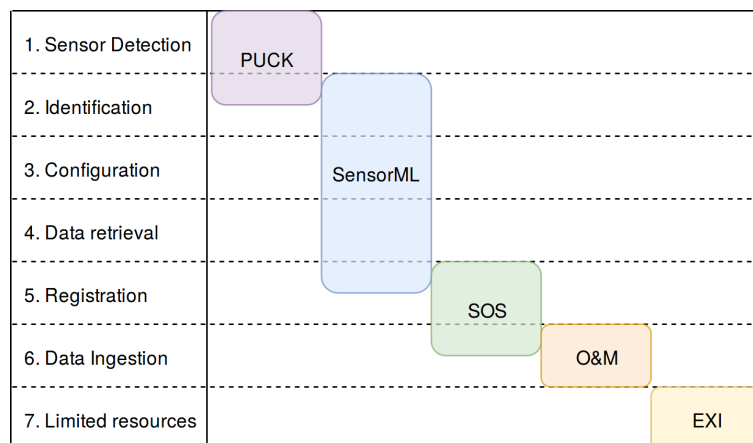 1. Sensor Detection
PUCK
2. Identification
3. Configuration
SensorML
4. Data retrieval
5. Registration
SOS
6. Data Ingestion
O&M
7. Limited resources
EXI